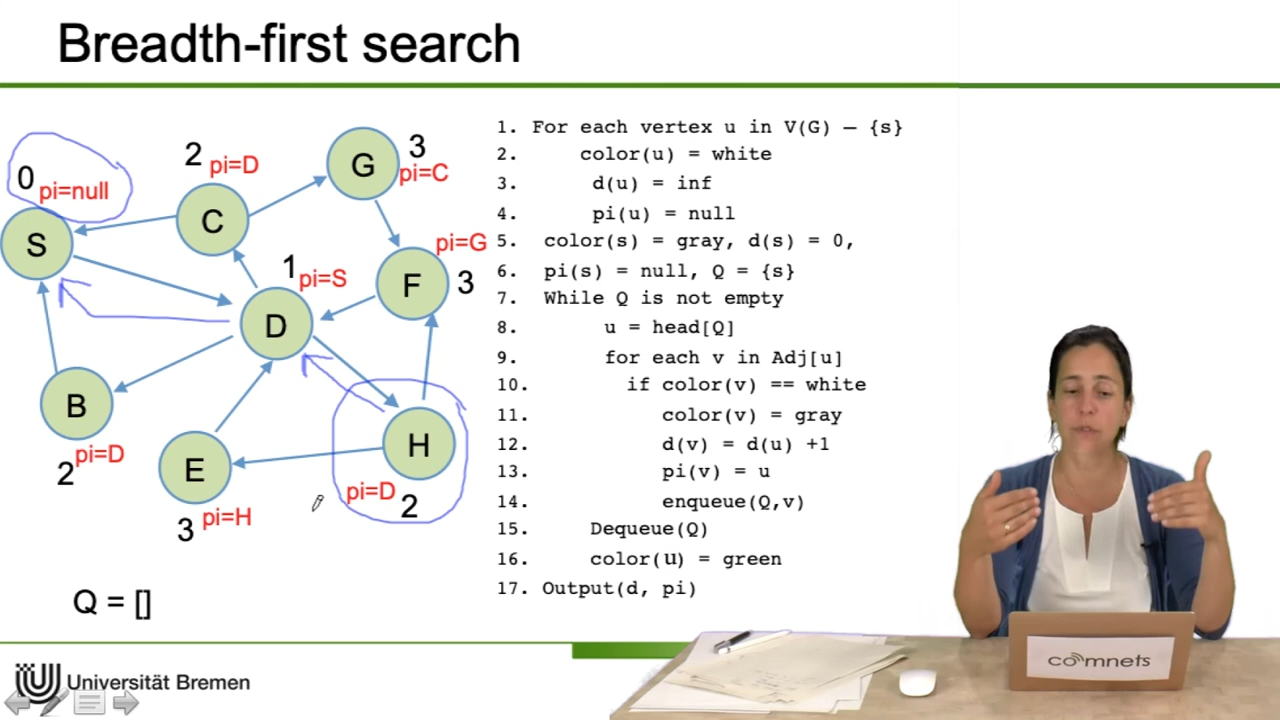 Breadth-first search
0
pi=null
S
2 pi=D
C
G
3
pi=C
pi=G
F
3
1 pi=S
D
B
2 pi=D
E
3 pi=H
H
pi=D 2
Q = []
1. For each vertex u in V(G) – {s}
2. color(u) = white
3. d(u) = inf
4. pi(u) = null
5. color(s) = gray, d(s) = 0,
6. pi(s) = null, Q = {s}
7. While Q is not empty
8. u = head[Q]
9. for each v in Adj[u]
10. if color(v) == white
11. color(v) = gray
12. d(v) = d(u) +1
13. pi(v) = u
14. enqueue(Q,v)
15. Dequeue(Q)
16. color(u) = green
17. Output(d, pi)
Universität Bremen
comnets